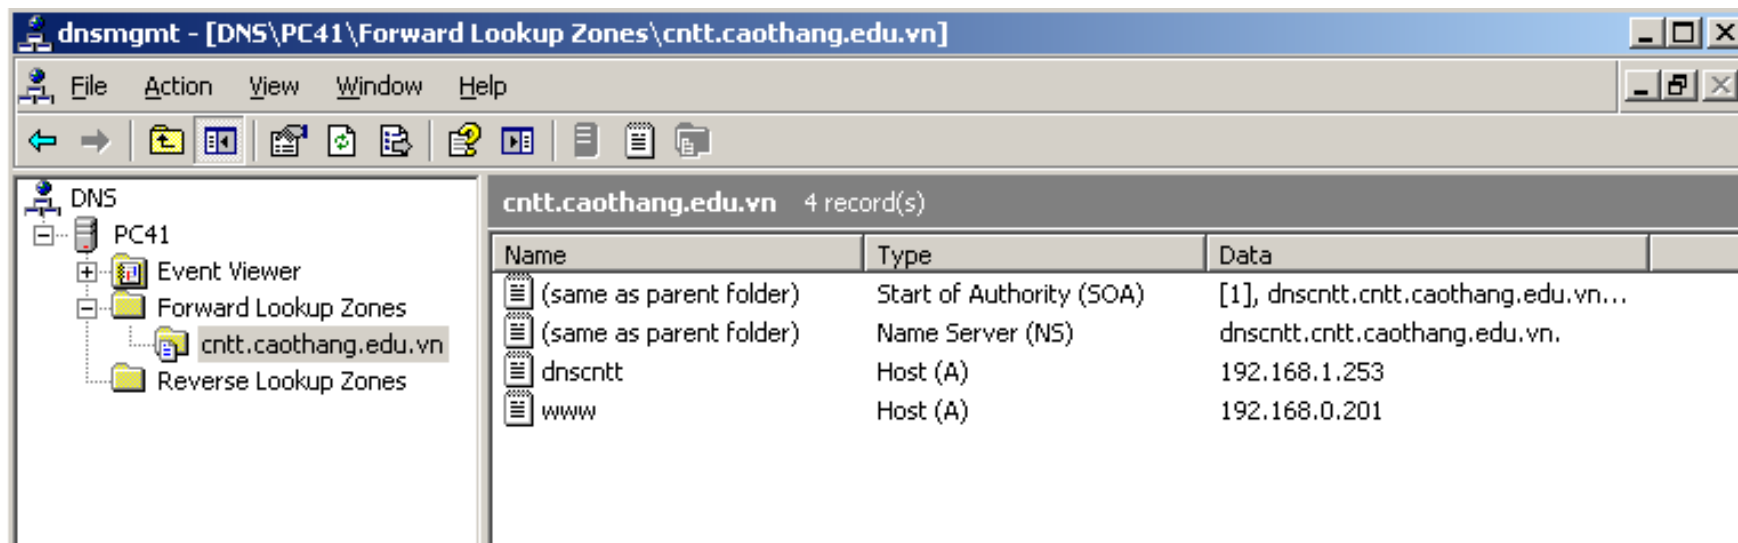 dnsmgmt - [DNS\PC41\Forward Lookup Zones\cntt.caothang.edu.vn]
File Action View Window Help
DNS
PC41
Event Viewer
Forward Lookup Zones
cntt.caothang.edu.vn
Reverse Lookup Zones
cntt.caothang.edu.vn 4 record(s)
Name Type Data
(same as parent folder) Start of Authority (SOA) [1], dnscntt.cntt.caothang.edu.vn...
(same as parent folder) Name Server (NS) dnscntt.cntt.caothang.edu.vn.
dnscntt Host (A) 192.168.1.253
www Host (A) 192.168.0.201